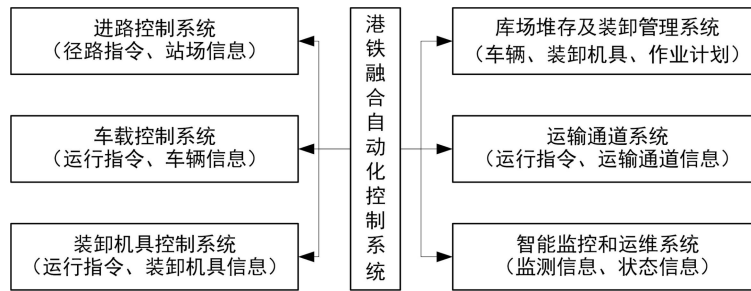 进路控制系统
(径路指令、站场信息)
车载控制系统
(运行指令、车辆信息)
装卸机具控制系统
(运行指令、装卸机具信息)
港铁融合自动化控制系统
库场堆存及装卸管理系统
(车辆、装卸机具、作业计划)
运输通道系统
(运行指令、运输通道信息)
智能监控和运维系统
(监测信息、状态信息)